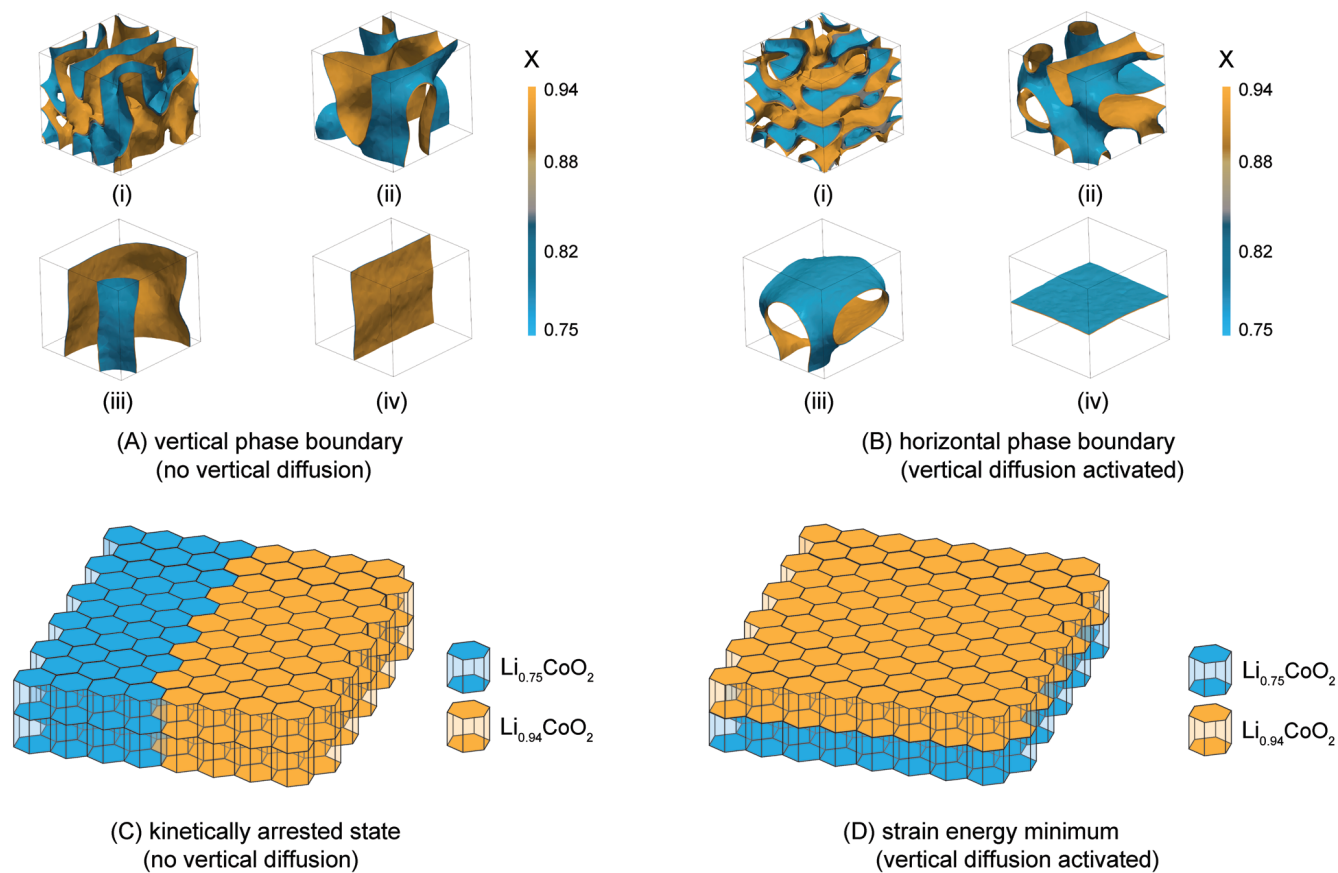 X
0.94
0.88
0.82
0.75
(i)
(ii)
(iii)
(iv)
(A) vertical phase boundary
(no vertical diffusion)
X
0.94
0.88
0.82
0.75
(i)
(ii)
(iii)
(iv)
(B) horizontal phase boundary
(vertical diffusion activated)
Li0.75CoO2
Li0.94CoO2
(C) kinetically arrested state
(no vertical diffusion)
Li0.75CoO2
Li0.94CoO2
(D) strain energy minimum
(vertical diffusion activated)